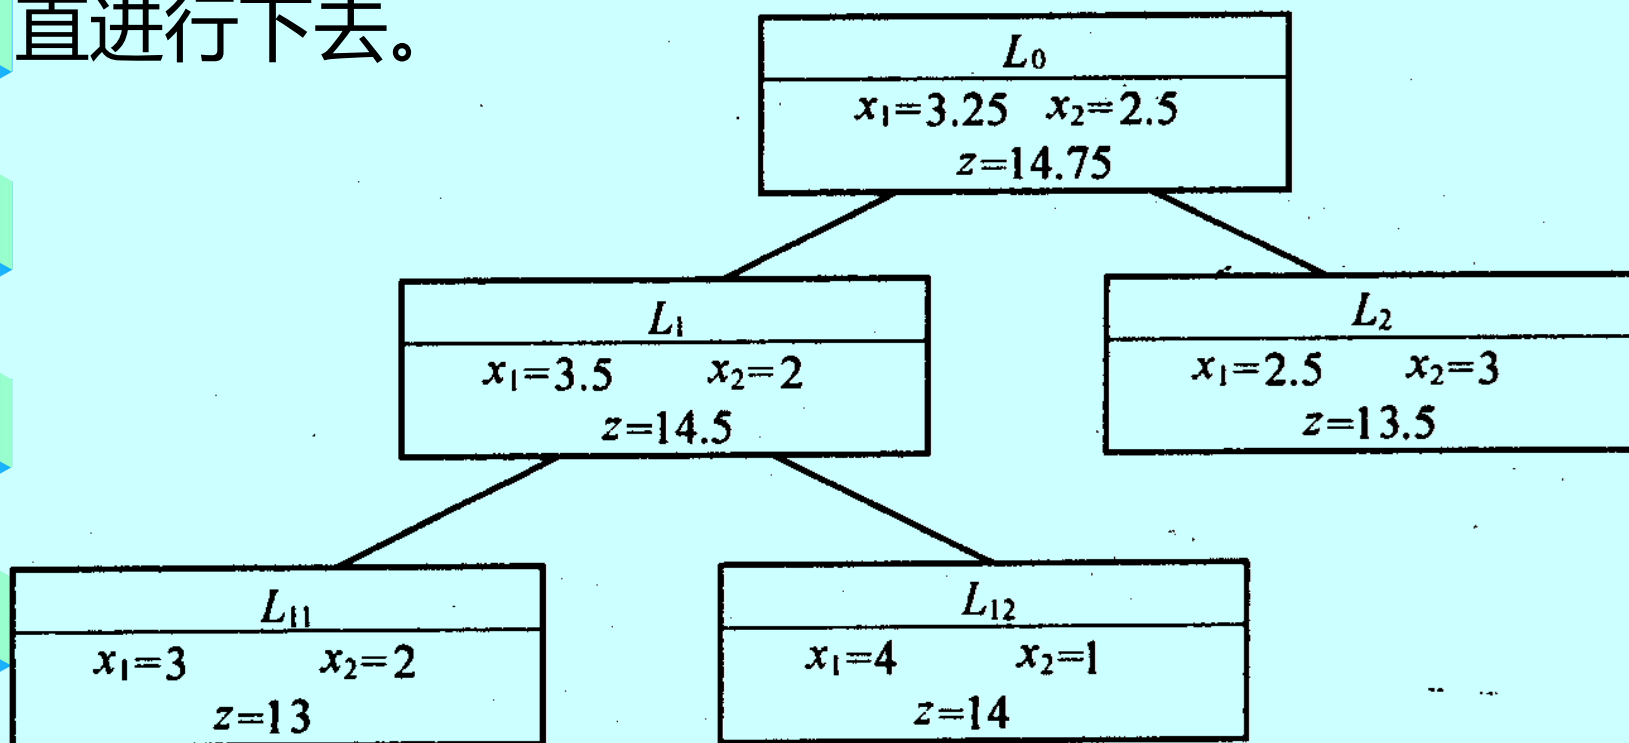 直进行下去。
L₀
x₁=3.25 x₂=2.5
z=14.75
L₁
x₁=3.5 x₂=2
z=14.5
L₂
x₁=2.5 x₂=3
z=13.5
L₁₁
x₁=3 x₂=2
z=13
L₁₂
x₁=4 x₂=1
z=14